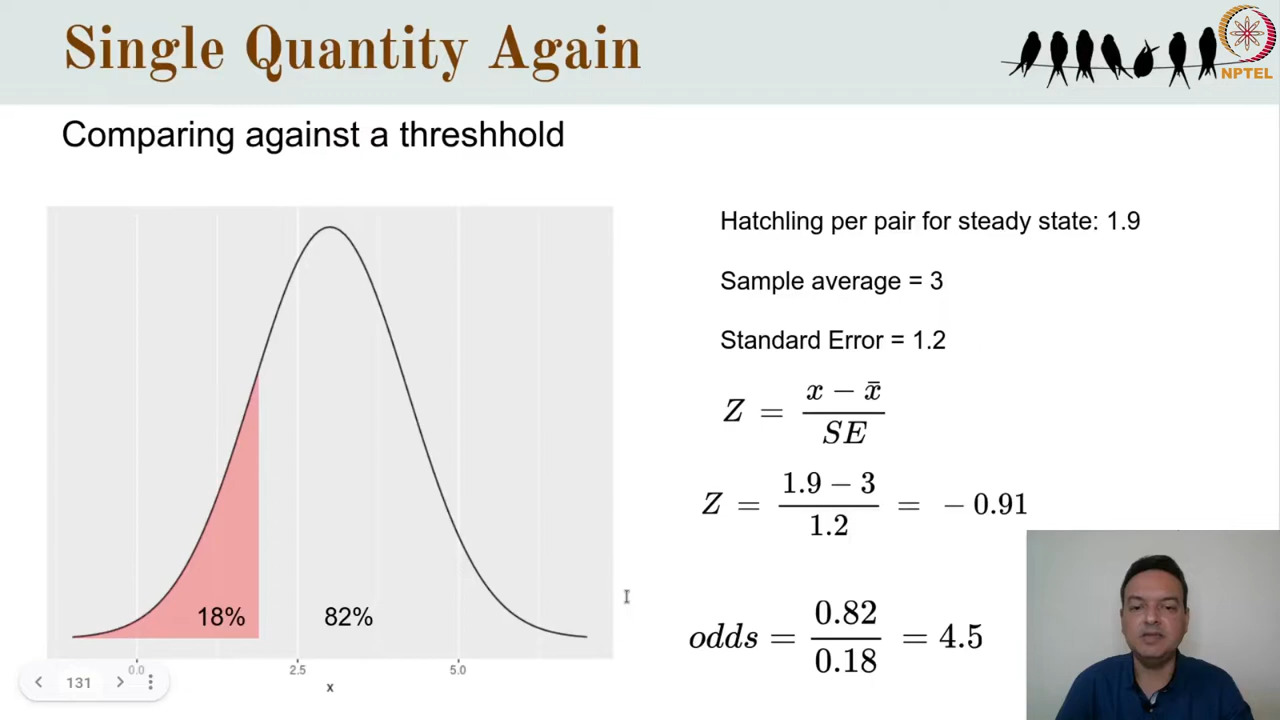 Single Quantity Again
NPTEL
Comparing against a threshhold
Hatchling per pair for steady state: 1.9
Sample average = 3
Standard Error = 1.2
Z = (x − x̄) / SE
Z = (1.9 − 3) / 1.2 = − 0.91
odds = 0.82 / 0.18 = 4.5
18% 82%
0.0 2.5 5.0
x
131